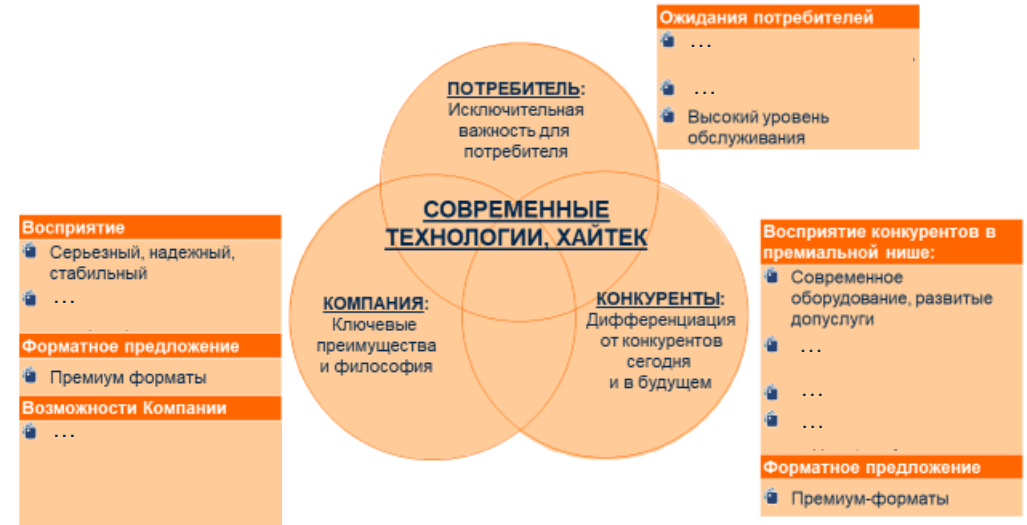 Ожидания потребителей
...
...
Высокий уровень
обслуживания
ПОТРЕБИТЕЛЬ:
Исключительная
важность для
потребителя
СОВРЕМЕННЫЕ
ТЕХНОЛОГИИ, ХАЙТЕК
КОМПАНИЯ:
Ключевые
преимущества
и философия
КОНКУРЕНТЫ:
Дифференциация
от конкурентов
сегодня
и в будущем
Восприятие
Серьезный, надежный,
стабильный
...
Форматное предложение
Премиум форматы
Возможности Компании
...
Восприятие конкурентов в
премиальной нише:
Современное
оборудование, развитые
допуслуги
...
...
...
Форматное предложение
Премиум-форматы